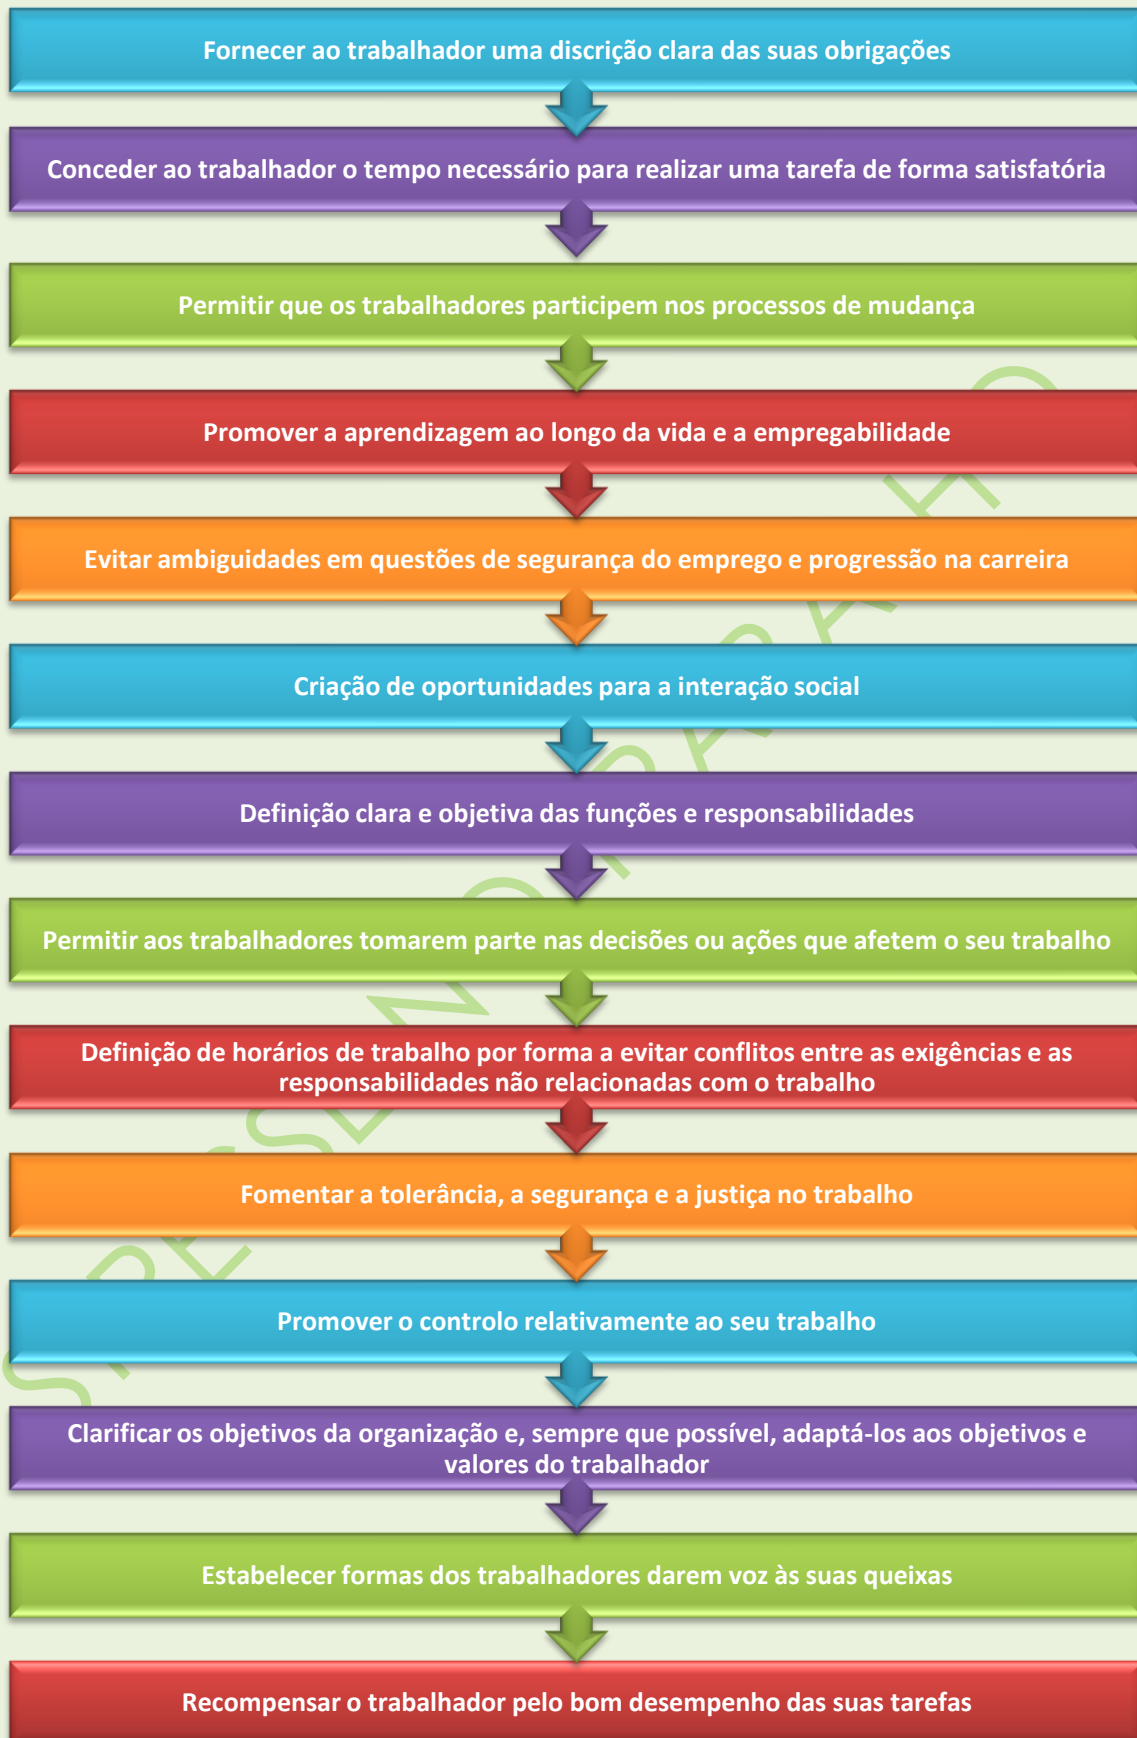 Fornecer ao trabalhador uma discrição clara das suas obrigações
Conceder ao trabalhador o tempo necessário para realizar uma tarefa de forma satisfatória
Permitir que os trabalhadores participem nos processos de mudança
Promover a aprendizagem ao longo da vida e a empregabilidade
Evitar ambiguidades em questões de segurança do emprego e progressão na carreira
Criação de oportunidades para a interação social
Definição clara e objetiva das funções e responsabilidades
Permitir aos trabalhadores tomarem parte nas decisões ou ações que afetem o seu trabalho
Definição de horários de trabalho por forma a evitar conflitos entre as exigências e as
responsabilidades não relacionadas com o trabalho
Fomentar a tolerância, a segurança e a justiça no trabalho
Promover o controlo relativamente ao seu trabalho
Clarificar os objetivos da organização e, sempre que possível, adaptá-los aos objetivos e
valores do trabalhador
Estabelecer formas dos trabalhadores darem voz às suas queixas
Recompensar o trabalhador pelo bom desempenho das suas tarefas